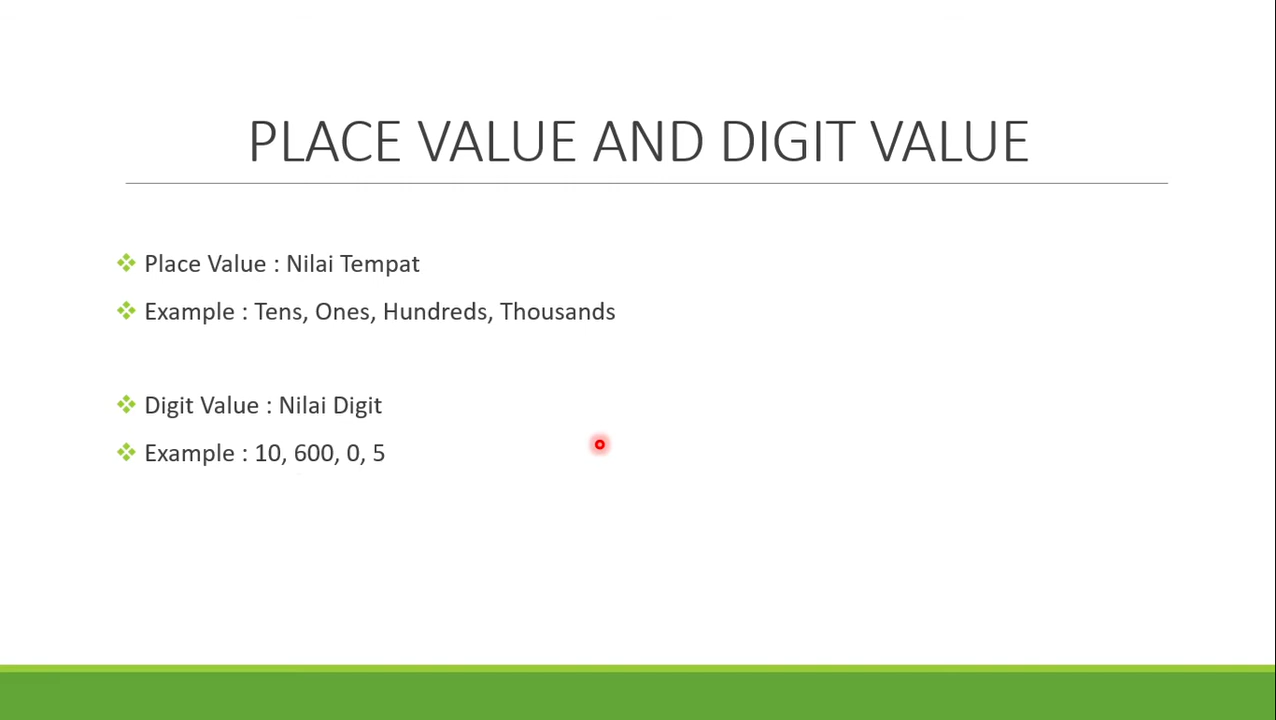 PLACE VALUE AND DIGIT VALUE
Place Value : Nilai Tempat
Example : Tens, Ones, Hundreds, Thousands
Digit Value : Nilai Digit
Example : 10, 600, 0, 5